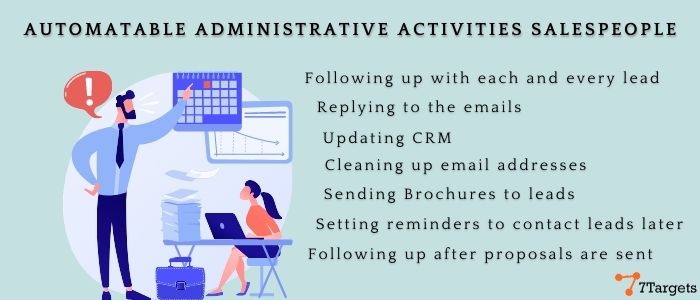 AUTOMATABLE ADMINISTRATIVE ACTIVITIES SALESPEOPLE
Following up with each and every lead
Replying to the emails
Updating CRM
Cleaning up email addresses
Sending Brochures to leads
Setting reminders to contact leads later
Following up after proposals are sent
7Targets